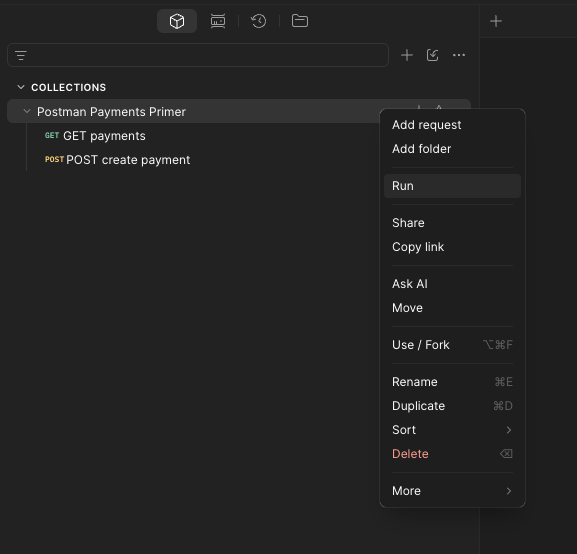 COLLECTIONS
Postman Payments Primer
GET GET payments
POST POST create payment
Add request
Add folder
Run
Share
Copy link
Ask AI
Move
Use / Fork ⌥⌘F
Rename ⌘E
Duplicate ⌘D
Sort
Delete ⌫
More